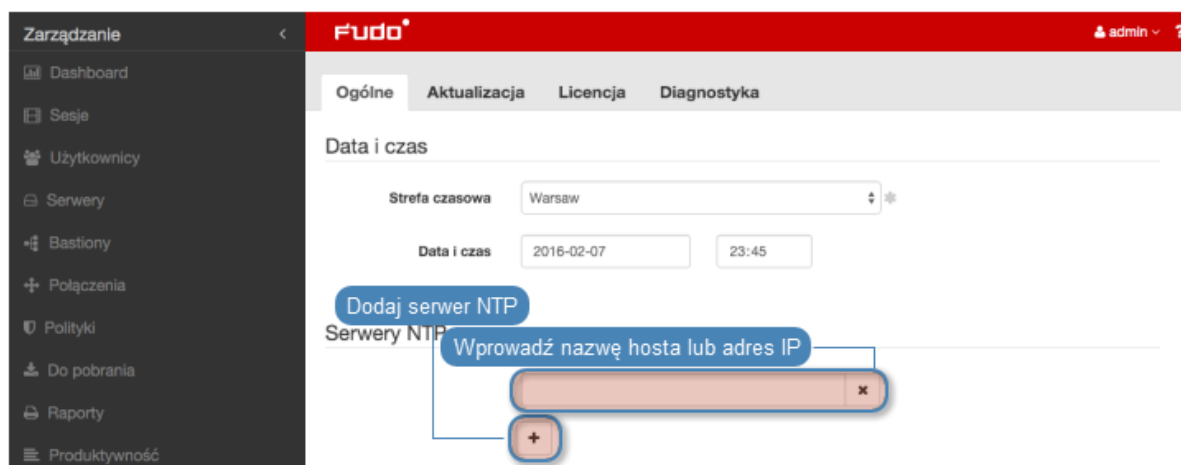 Zarządzanie
Dashboard
Sesje
Użytkownicy
Serwery
Bastiony
Połączenia
Polityki
Do pobrania
Raporty
Produktywność
FUDO
admin
?
Ogólne Aktualizacja Licencja Diagnostyka
Data i czas
Strefa czasowa Warsaw
Data i czas 2016-02-07 23:45
Dodaj serwer NTP
Serwery NTP
Wprowadź nazwę hosta lub adres IP